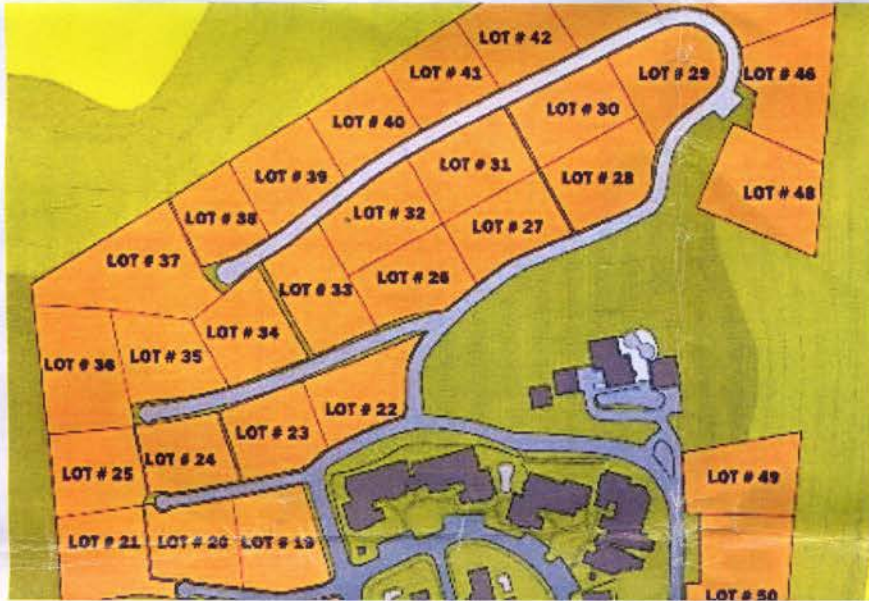 LOT # 42
LOT # 41
LOT # 29
LOT # 46
LOT # 40
LOT # 30
LOT # 39
LOT # 31
LOT # 28
LOT # 48
LOT # 38
LOT # 32
LOT # 27
LOT # 37
LOT # 33
LOT # 26
LOT # 34
LOT # 35
LOT # 36
LOT # 22
LOT # 23
LOT # 24
LOT # 25
LOT # 49
LOT # 21
LOT # 20
LOT # 19
LOT # 50